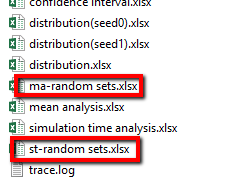 confidence interval.xlsx
distribution(seed0).xlsx
distribution(seed1).xlsx
distribution.xlsx
ma-random sets.xlsx
mean analysis.xlsx
simulation time analysis.xlsx
st-random sets.xlsx
trace.log